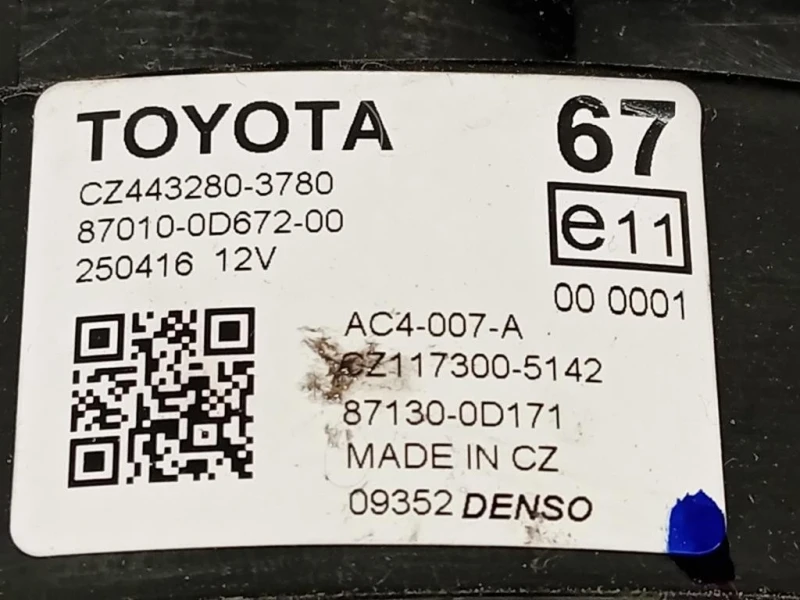 TOYOTA
67
CZ443280-3780
87010-0D672-00
250416 12V
e11
00 0001
AC4-007-A
CZ117300-5142
87130-0D171
MADE IN CZ
09352 DENSO